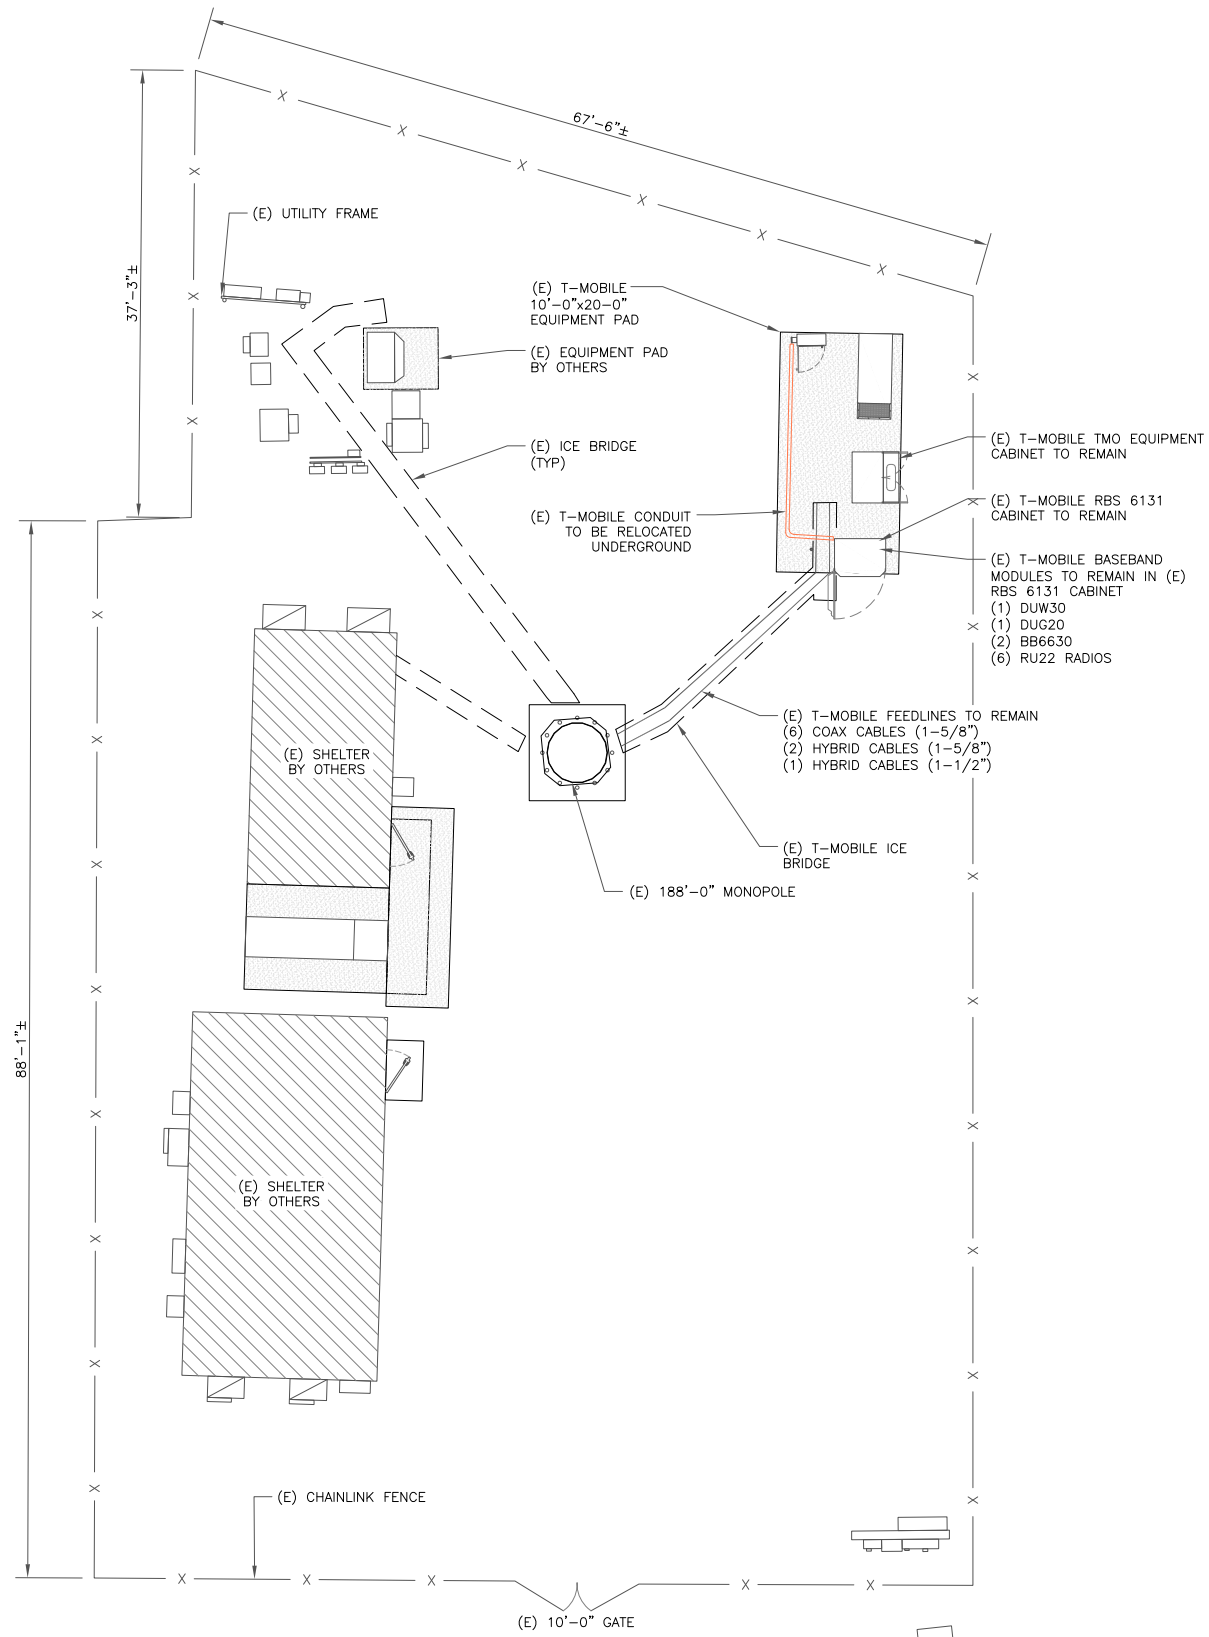 67'-6"±
37'-3"±
(E) UTILITY FRAME
(E) T-MOBILE
10'-0"x20-0"
EQUIPMENT PAD
(E) EQUIPMENT PAD
BY OTHERS
(E) ICE BRIDGE
(TYP)
(E) T-MOBILE TMO EQUIPMENT
CABINET TO REMAIN
(E) T-MOBILE RBS 6131
CABINET TO REMAIN
(E) T-MOBILE CONDUIT
TO BE RELOCATED
UNDERGROUND
(E) T-MOBILE BASEBAND
MODULES TO REMAIN IN (E)
RBS 6131 CABINET
(1) DUW30
(1) DUG20
(2) BB6630
(6) RU22 RADIOS
(E) T-MOBILE FEEDLINES TO REMAIN
(6) COAX CABLES (1-5/8")
(2) HYBRID CABLES (1-5/8")
(1) HYBRID CABLES (1-1/2")
(E) SHELTER
BY OTHERS
(E) T-MOBILE ICE
BRIDGE
(E) 188'-0" MONOPOLE
88'-1"±
(E) SHELTER
BY OTHERS
(E) CHAINLINK FENCE
(E) 10'-0" GATE